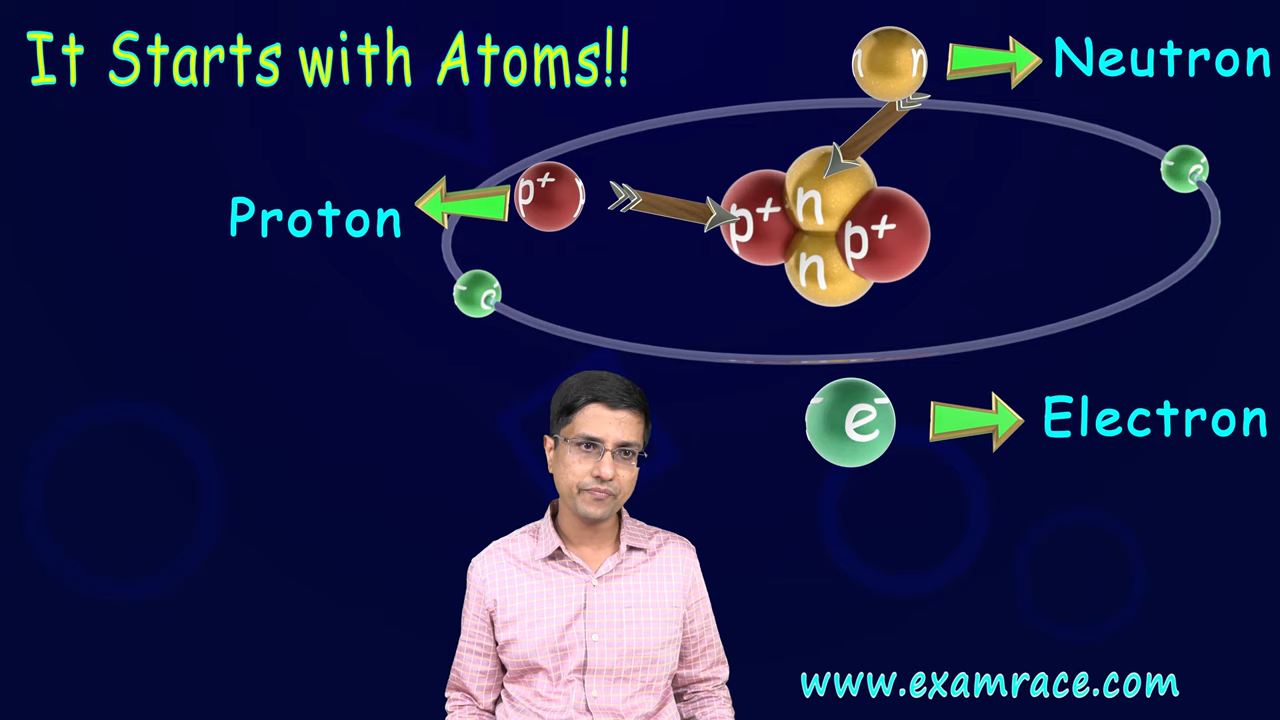 It Starts with Atoms!!
n n
Neutron
e-
p+
Proton
p+
n
p+
n
- e
e-
Electron
www.examrace.com